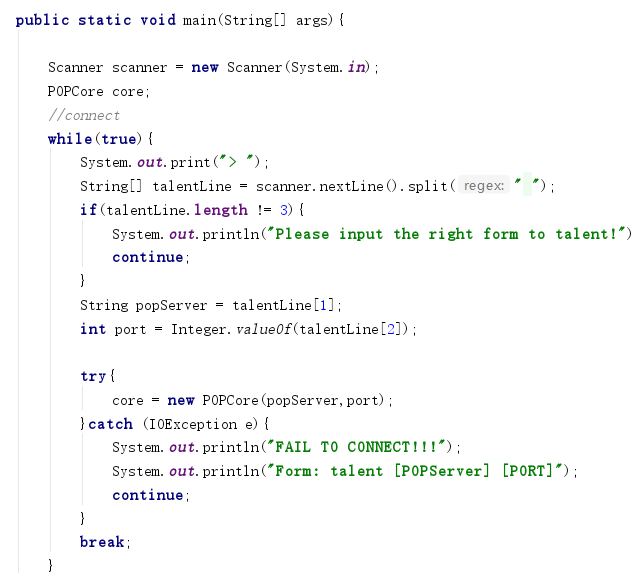 public static void main(String[] args){
Scanner scanner = new Scanner(System.in);
POPCore core;
//connect
while(true){
System.out.print("> ");
String[] talentLine = scanner.nextLine().split( regex: " ");
if(talentLine.length != 3){
System.out.println("Please input the right form to talent!")
continue;
}
String popServer = talentLine[1];
int port = Integer.valueOf(talentLine[2]);
try{
core = new POPCore(popServer,port);
}catch (IOException e){
System.out.println("FAIL TO CONNECT!!!");
System.out.println("Form: talent [POPServer] [PORT]");
continue;
}
break;
}